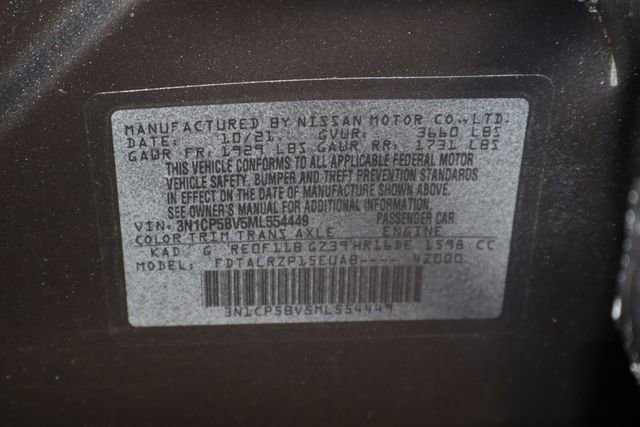 MANUFACTURED BY NISSAN MOTOR CO.,LTD.
DATE: 10/21 GVWR: 3660 LBS
GAWR FR: 1929 LBS GAWR RR: 1731 LBS
THIS VEHICLE CONFORMS TO ALL APPLICABLE FEDERAL MOTOR
VEHICLE SAFETY, BUMPER AND THEFT PREVENTION STANDARDS
IN EFFECT ON THE DATE OF MANUFACTURE SHOWN ABOVE.
SEE OWNER'S MANUAL FOR ADDITIONAL INFORMATION.
VIN: 3N1CP5BV5ML554449 PASSENGER CAR
COLOR TRIM TRANS AXLE ENGINE
KAD G RE0F11B GZ39 HR16DE 1598 CC
MODEL: FDTALRZP15EUAB---- 4Z000
3N1CP5BV5ML554449